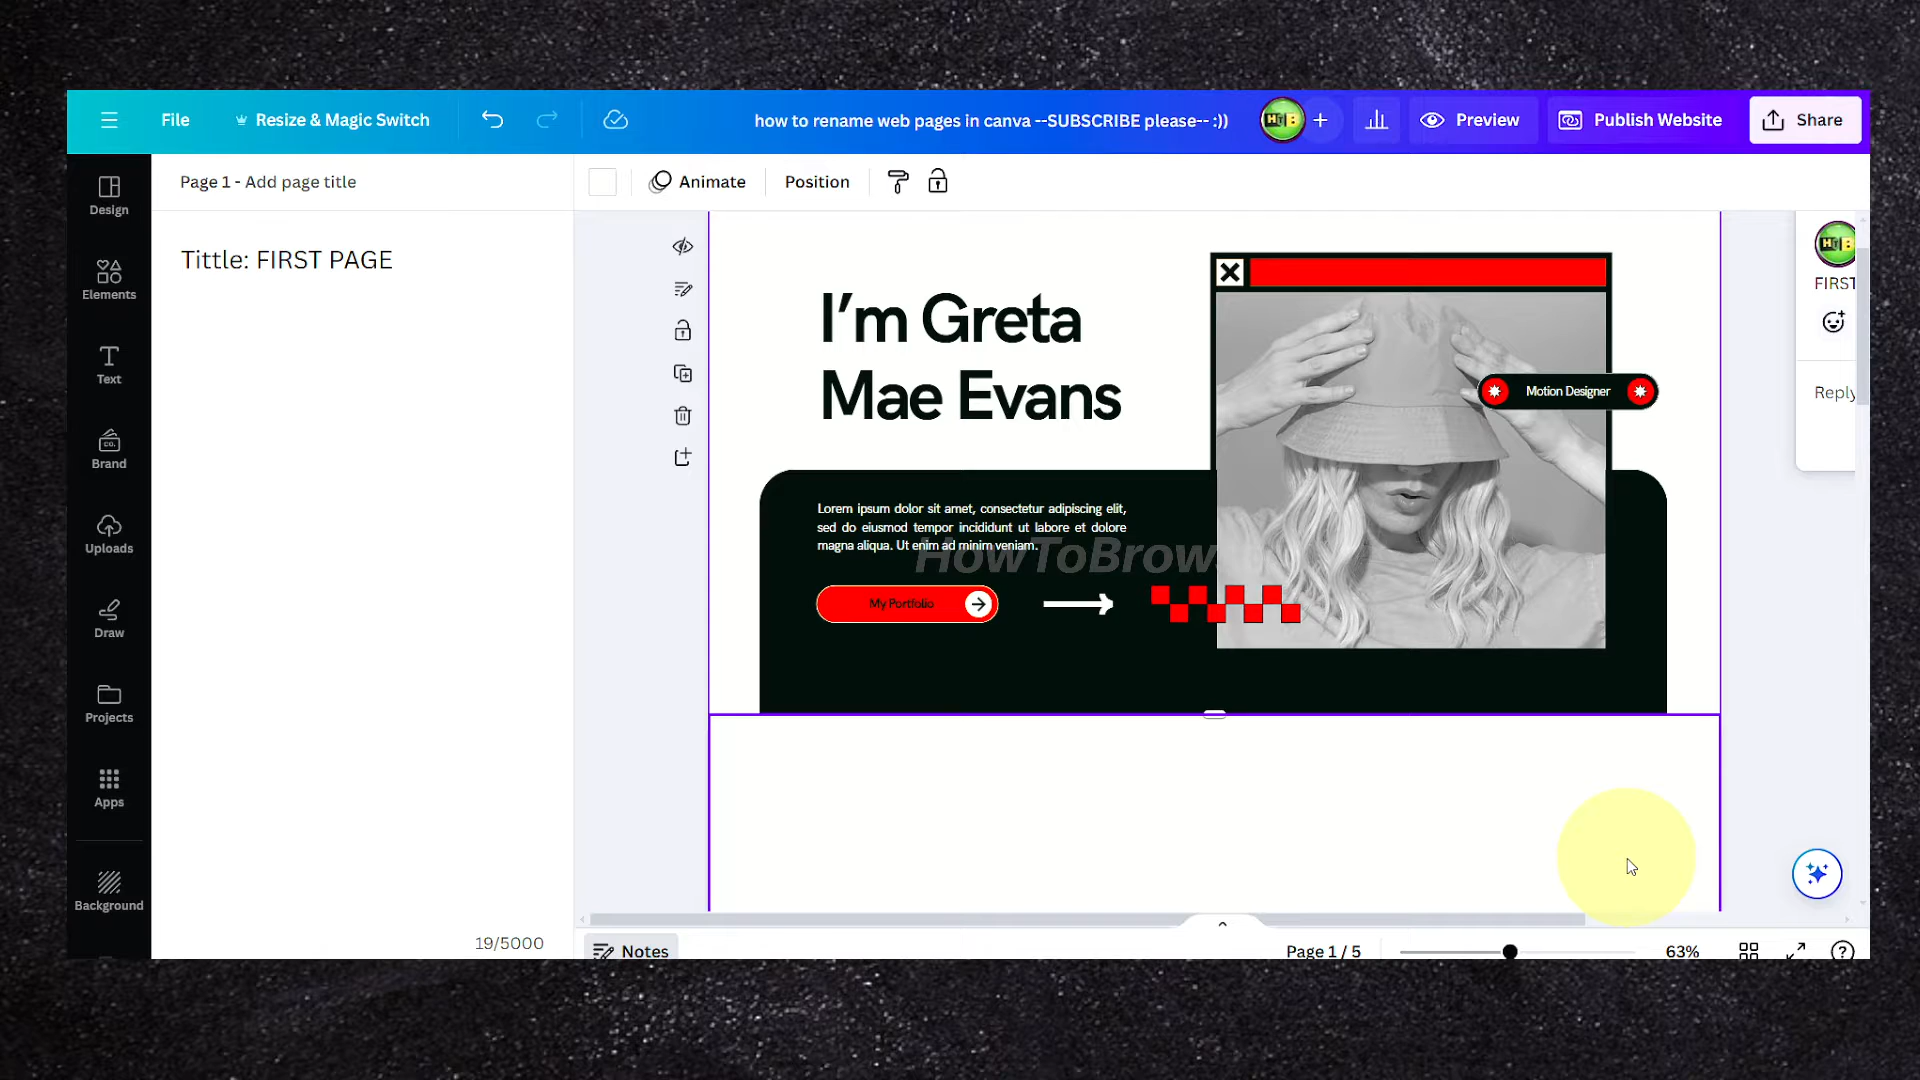 File
Resize & Magic Switch
how to rename web pages in canva --SUBSCRIBE please-- :))
Preview
Publish Website
Share
Page 1 - Add page title
Animate
Position
Design
Elements
Text
Brand
Uploads
Draw
Projects
Apps
Background
Tittle: FIRST PAGE
19/5000
I'm Greta
Mae Evans
Motion Designer
Lorem ipsum dolor sit amet, consectetur adipiscing elit,
sed do eiusmod tempor incididunt ut labore et dolore
magna aliqua. Ut enim ad minim veniam.
My Portfolio
FIRST
Reply
Notes
Page 1 / 5
63%